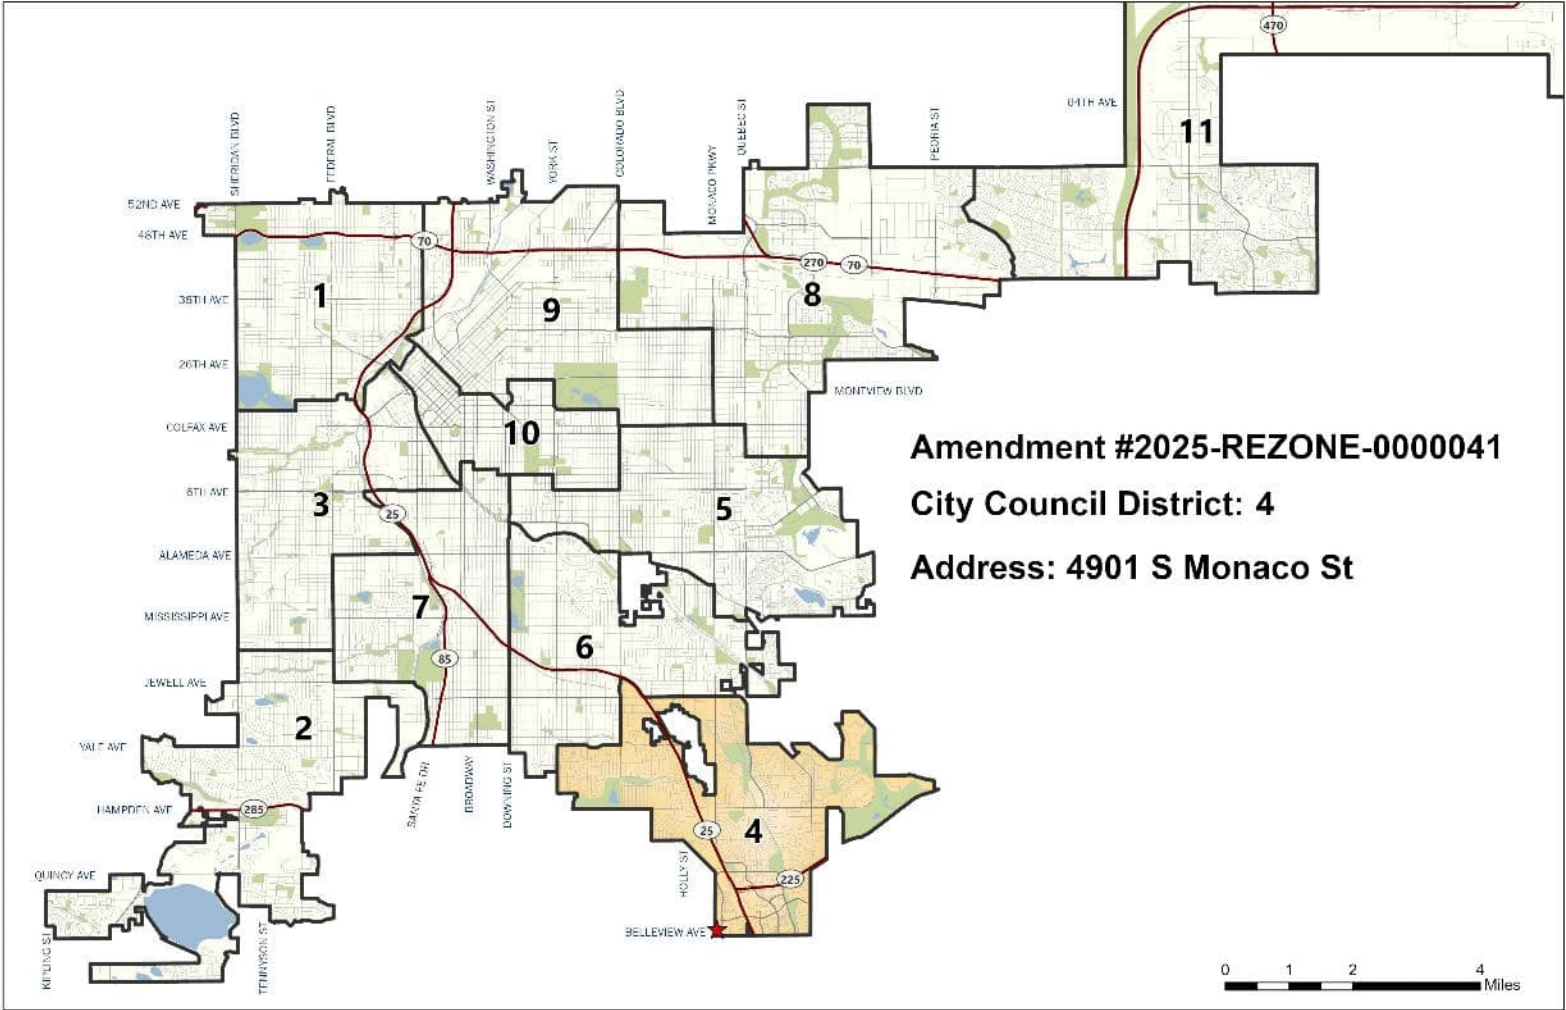 470
84TH AVE
11
SHERIDAN BLVD
FEDERAL BLVD
WASHINGTON ST
YORK ST
COLORADO BLVD
MONACO PKWY
QUEBEC ST
PEORIA ST
52ND AVE
48TH AVE
70
270
70
38TH AVE
1
9
8
26TH AVE
MONTVIEW BLVD
COLFAX AVE
10
Amendment #2025-REZONE-0000041
6TH AVE
3
25
5
City Council District: 4
ALAMEDA AVE
Address: 4901 S Monaco St
MISSISSIPPI AVE
7
6
85
JEWELL AVE
2
YALE AVE
SANTA FE DR
BROADWAY
DOWNING ST
HAMPDEN AVE
285
25
4
HOLLY ST
225
QUINCY AVE
BELLEVIEW AVE
KIPLING ST
TENNYSON ST
0 1 2 4
Miles